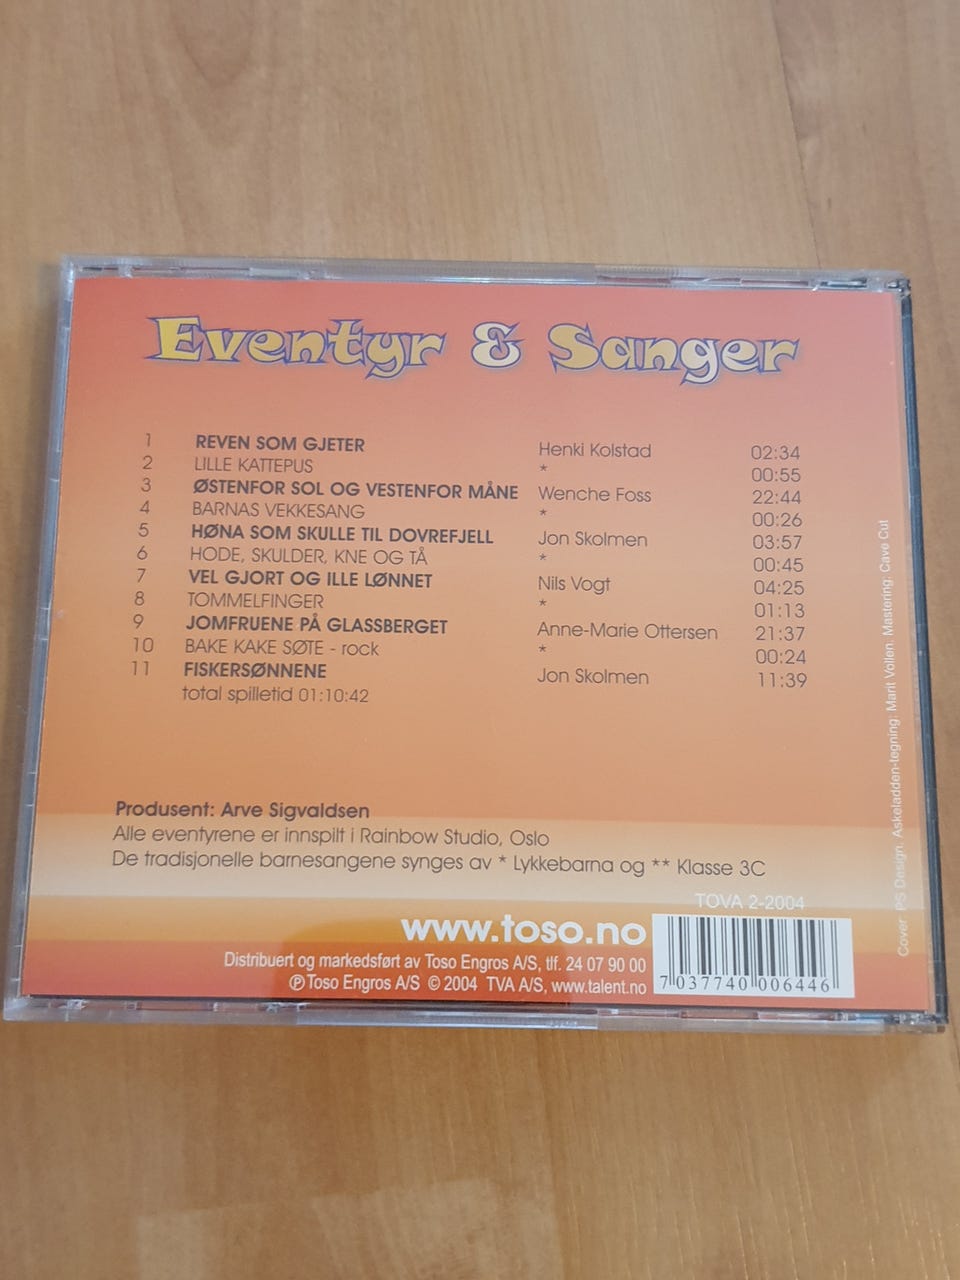 Eventyr & Sanger
1 REVEN SOM GJETER Henki Kolstad 02:34
2 LILLE KATTEPUS * 00:55
3 ØSTENFOR SOL OG VESTENFOR MÅNE Wenche Foss 22:44
4 BARNAS VEKKESANG * 00:26
5 HØNA SOM SKULLE TIL DOVREFJELL Jon Skolmen 03:57
6 HODE, SKULDER, KNE OG TÅ * 00:45
7 VEL GJORT OG ILLE LØNNET Nils Vogt 04:25
8 TOMMELFINGER * 01:13
9 JOMFRUENE PÅ GLASSBERGET Anne-Marie Ottersen 21:37
10 BAKE KAKE SØTE - rock * 00:24
11 FISKERSØNNENE Jon Skolmen 11:39
total spilletid 01:10:42
Produsent: Arve Sigvaldsen
Alle eventyrene er innspilt i Rainbow Studio, Oslo
De tradisjonelle barnesangene synges av * Lykkebarna og ** Klasse 3C
TOVA 2-2004
www.toso.no
Distribuert og markedsført av Toso Engros A/S, tlf. 24 07 90 00
℗ Toso Engros A/S © 2004 TVA A/S, www.talent.no
7 037740 006446
Cover: PS Design. Askeladden-tegning: Marit Vollen. Mastering: Cave Cut